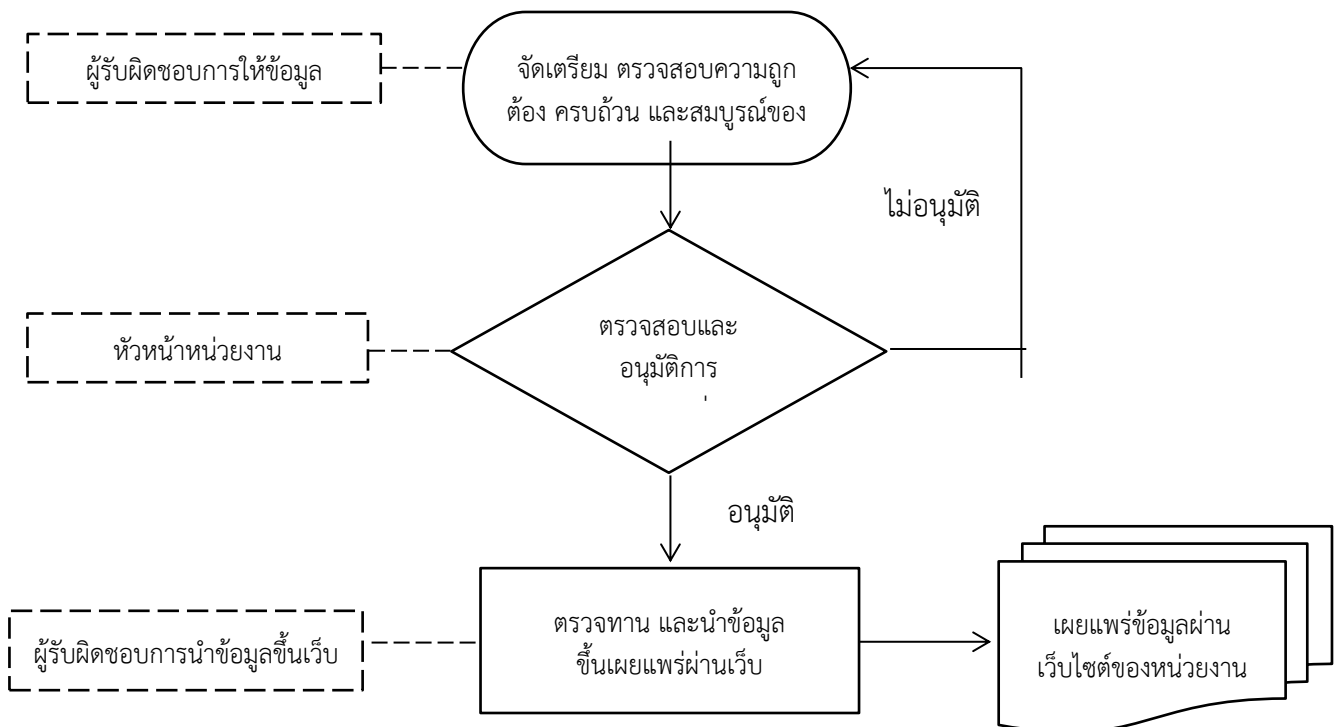 ผู้รับผิดชอบการให้ข้อมูล
จัดเตรียม ตรวจสอบความถูก
ต้อง ครบถ้วน และสมบูรณ์ของ
ไม่อนุมัติ
หัวหน้าหน่วยงาน
ตรวจสอบและ
อนุมัติการ
อนุมัติ
ผู้รับผิดชอบการนำข้อมูลขึ้นเว็บ
ตรวจทาน และนำข้อมูล
ขึ้นเผยแพร่ผ่านเว็บ
เผยแพร่ข้อมูลผ่าน
เว็บไซต์ของหน่วยงาน